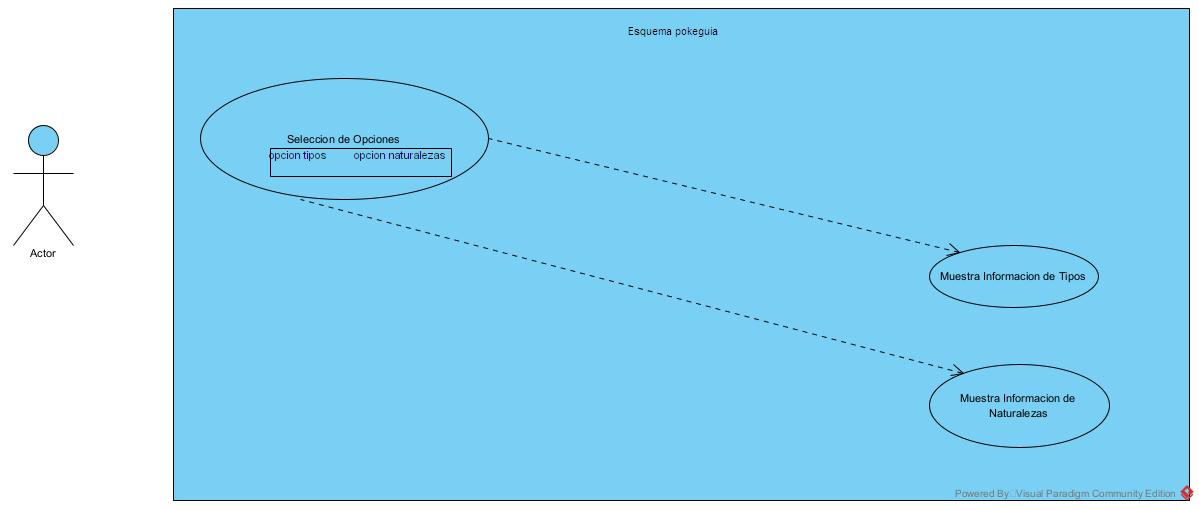 Esquema pokeguia
Seleccion de Opciones
opcion tipos opcion naturalezas
Actor
Muestra Informacion de Tipos
Muestra Informacion de
Naturalezas
Powered By Visual Paradigm Community Edition